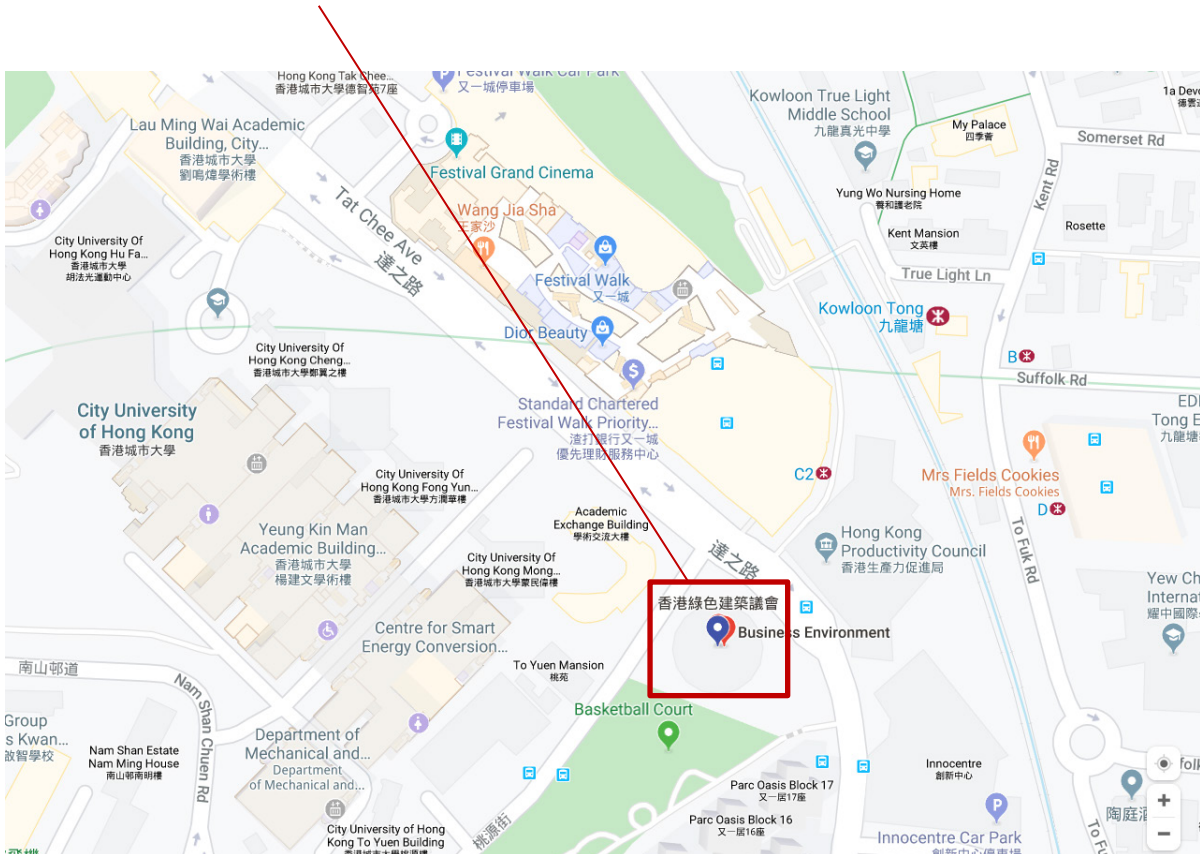 Hong Kong Tak Chee...
香港城市大學德智苑7座
Festival Walk Car Park
又一城停車場
Kowloon True Light
Middle School
九龍真光中學
My Palace
四季薈
Somerset Rd
Lau Ming Wai Academic
Building, City...
香港城市大學
劉鳴煒學術樓
Festival Grand Cinema
Kent Rd
Yung Wo Nursing Home
養和護老院
Wang Jia Sha
王家沙
Tat Chee Ave
達之路
Kent Mansion
文英樓
Rosette
City University Of
Hong Kong Hu Fa...
香港城市大學
胡法光運動中心
Festival Walk
又一城
True Light Ln
Kowloon Tong
九龍塘
Dior Beauty
City University Of
Hong Kong Cheng...
香港城市大學鄭翼之樓
B
Suffolk Rd
Standard Chartered
Festival Walk Priority...
渣打銀行又一城
優先理財服務中心
City University
of Hong Kong
香港城市大學
Tong E
九龍塘
C2
Mrs Fields Cookies
Mrs. Fields Cookies
City University Of
Hong Kong Fong Yun...
香港城市大學方潤華樓
D
Academic
Exchange Building
學術交流大樓
Yeung Kin Man
Academic Building...
香港城市大學
楊建文學術樓
Hong Kong
Productivity Council
香港生產力促進局
To Fuk Rd
達之路
City University Of
Hong Kong Mong...
香港城市大學蒙民偉樓
Yew Ch
Internat
耀中國際
香港綠色建築議會
Business Environment
Centre for Smart
Energy Conversion...
南山邨道
To Yuen Mansion
桃苑
Nam Shan Chuen Rd
Basketball Court
Group
s Kwan...
啟智學校
Nam Shan Estate
Nam Ming House
南山邨南明樓
Department of
Mechanical and...
Department
of Mechanical and...
Innocentre
創新中心
Parc Oasis Block 17
又一居17座
Parc Oasis Block 16
又一居16座
City University of Hong
Kong To Yuen Building
桃源街
Innocentre Car Park
創新中心停車場
陶庭